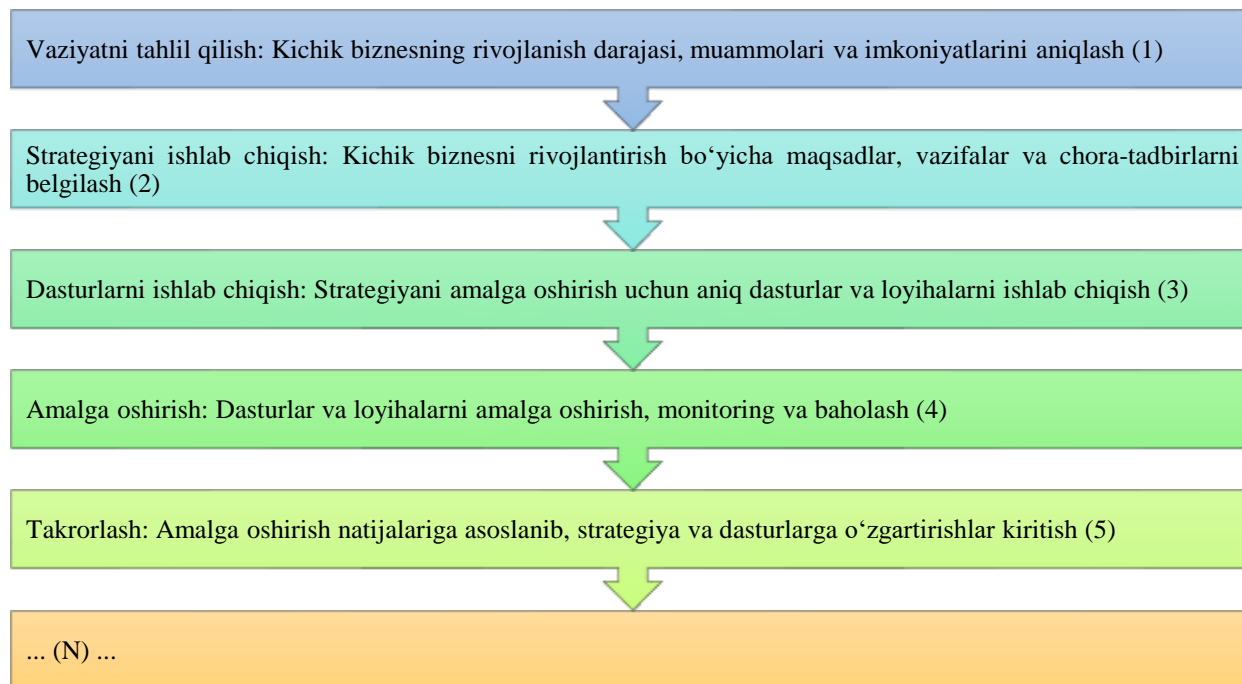 Vaziyatni tahlil qilish: Kichik biznesning rivojlanish darajasi, muammolari va imkoniyatlarini aniqlash (1)
Strategiyani ishlab chiqish: Kichik biznesni rivojlantirish bo‘yicha maqsadlar, vazifalar va chora-tadbirlarni
belgilash (2)
Dasturlarni ishlab chiqish: Strategiyani amalga oshirish uchun aniq dasturlar va loyihalarni ishlab chiqish (3)
Amalga oshirish: Dasturlar va loyihalarni amalga oshirish, monitoring va baholash (4)
Takrorlash: Amalga oshirish natijalariga asoslanib, strategiya va dasturlarga o‘zgartirishlar kiritish (5)
... (N) ...